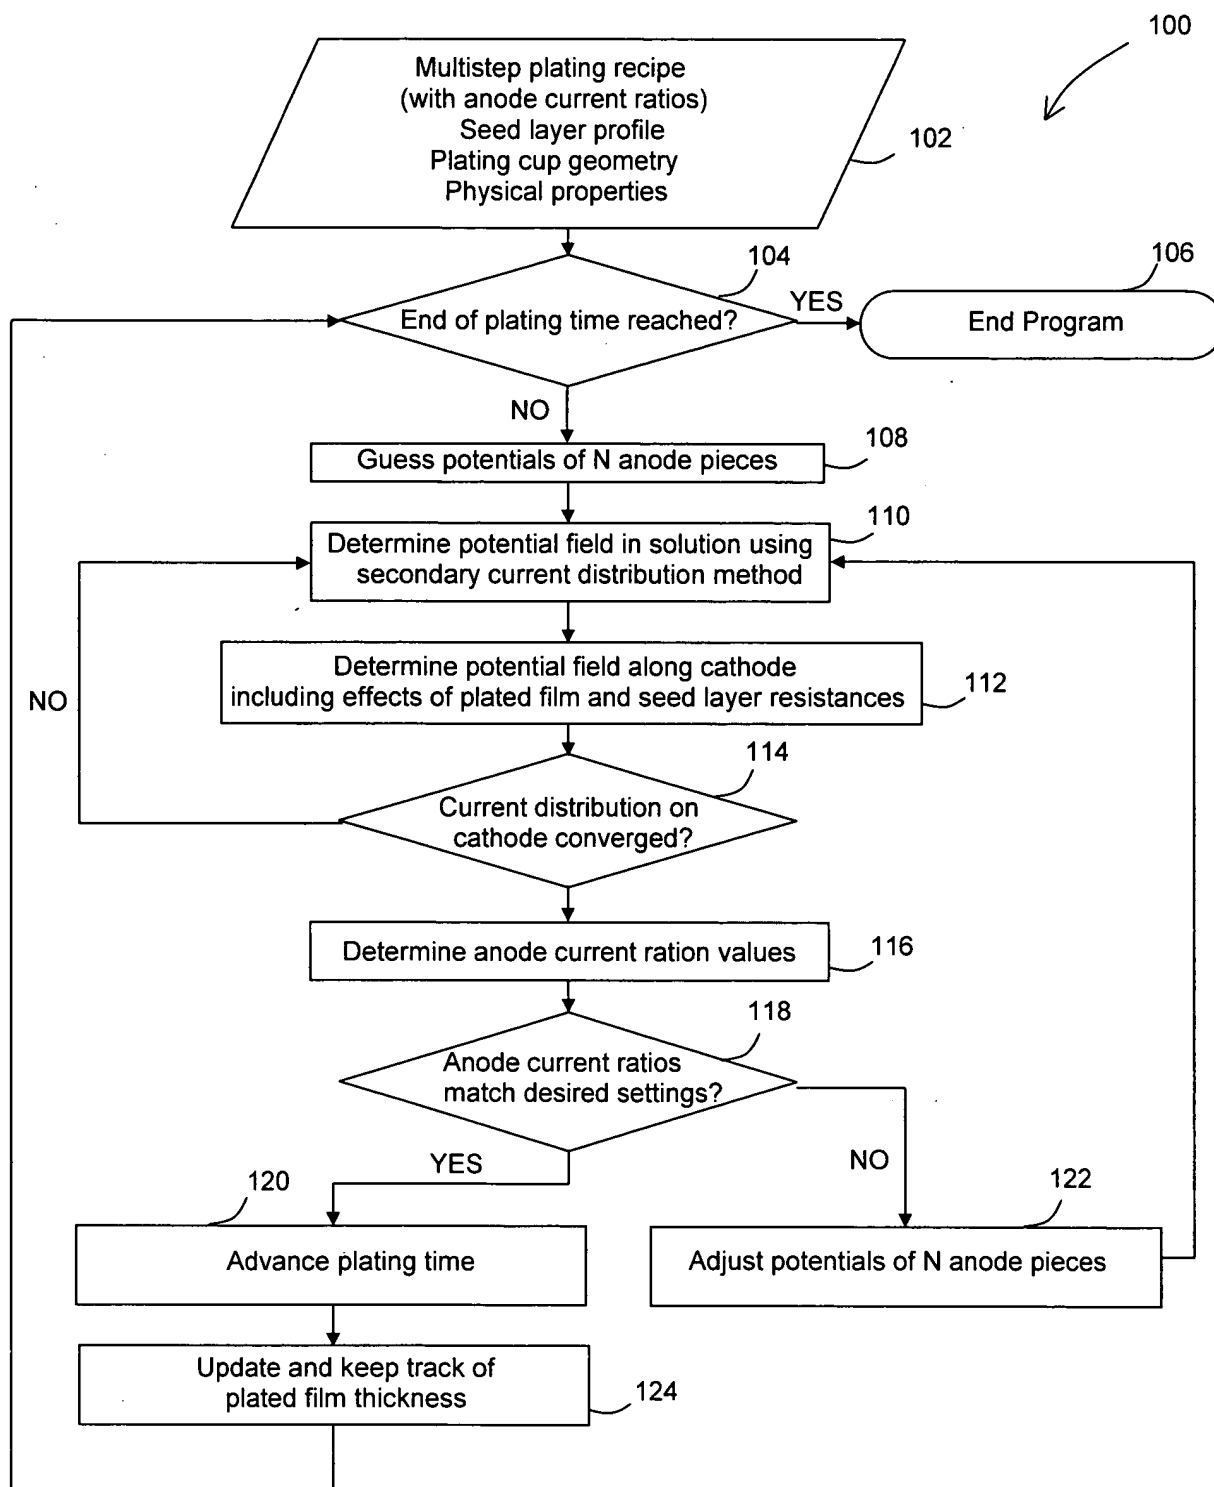 100
Multistep plating recipe
(with anode current ratios)
Seed layer profile
Plating cup geometry
Physical properties
102
104
End of plating time reached?
YES
106
End Program
NO
108
Guess potentials of N anode pieces
110
Determine potential field in solution using
secondary current distribution method
Determine potential field along cathode
including effects of plated film and seed layer resistances
112
NO
114
Current distribution on
cathode converged?
Determine anode current ration values
116
118
Anode current ratios
match desired settings?
YES
NO
120
Advance plating time
122
Adjust potentials of N anode pieces
Update and keep track of
plated film thickness
124